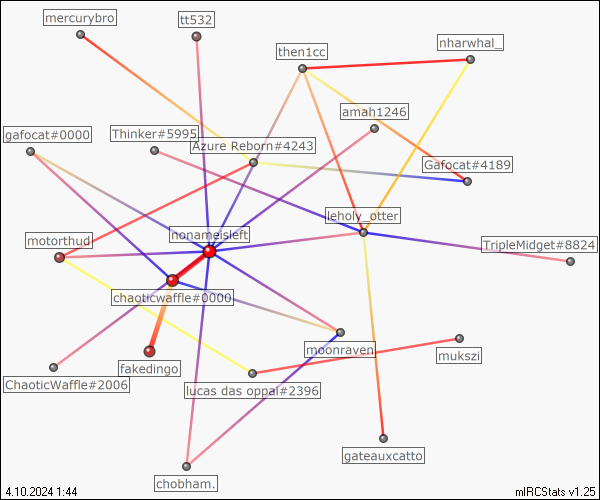 mercurybro
tt532
nharwhal_
then1cc
amah1246
gafocat#0000
Thinker#5995
Azure Reborn#4243
Gafocat#4189
leholy_otter
nonameisleft
motorthud
TripleMidget#8824
chaoticwaffle#0000
moonraven
mukszi
fakedingo
ChaoticWaffle#2006
lucas das oppai#2396
gateauxcatto
chobham.
4.10.2024 1:44
mIRCStats v1.25